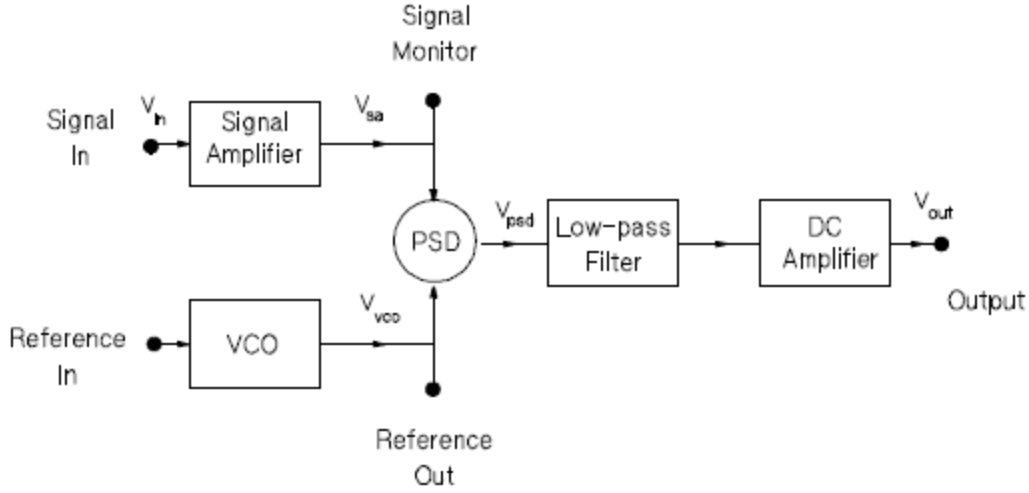 Signal
Monitor
Signal
In
V_in
Signal
Amplifier
V_sa
PSD
V_psd
Low-pass
Filter
DC
Amplifier
V_out
Output
Reference
In
VCO
V_vco
Reference
Out